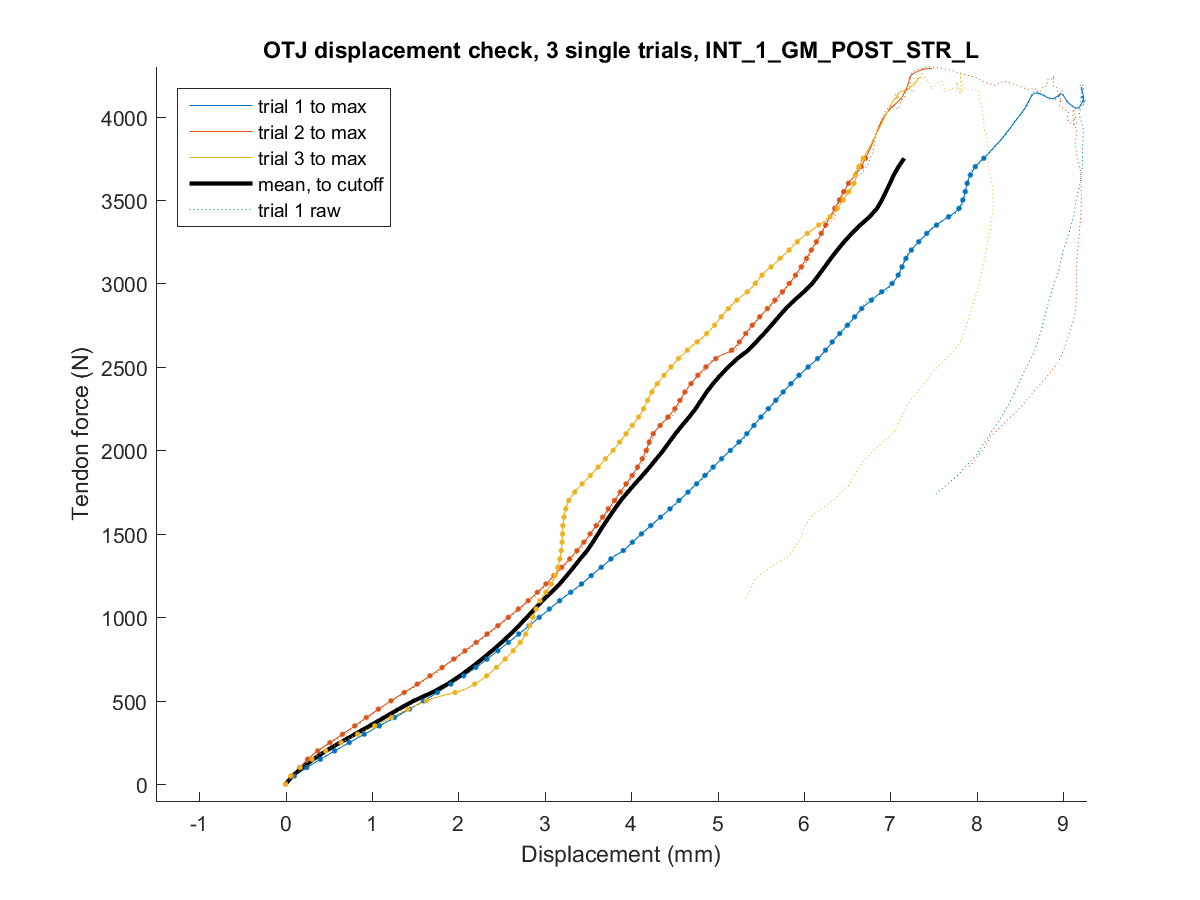 OTJ displacement check, 3 single trials, INT_1_GM_POST_STR_L
trial 1 to max
trial 2 to max
trial 3 to max
mean, to cutoff
trial 1 raw
4000
3500
3000
2500
2000
1500
1000
500
0
Tendon force (N)
-1 0 1 2 3 4 5 6 7 8 9
Displacement (mm)